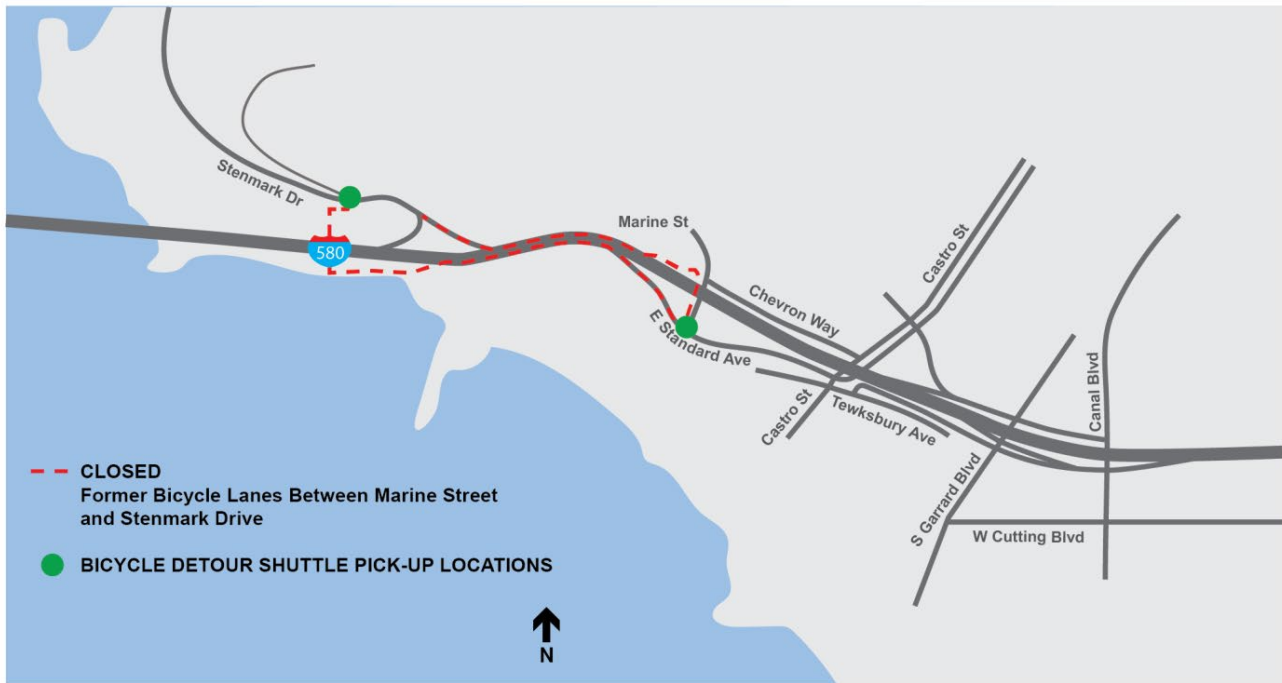 Stenmark Dr
580
Marine St
Castro St
Chevron Way
E Standard Ave
Castro St
Tewksbury Ave
Canal Blvd
S Garrard Blvd
W Cutting Blvd
CLOSED
Former Bicycle Lanes Between Marine Street
and Stenmark Drive
BICYCLE DETOUR SHUTTLE PICK-UP LOCATIONS
N